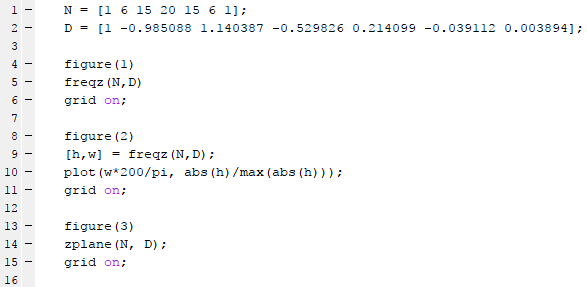 1 – N = [1 6 15 20 15 6 1];
2 – D = [1 -0.985088 1.140387 -0.529826 0.214099 -0.039112 0.003894];
3
4 – figure(1)
5 – freqz(N,D)
6 – grid on;
7
8 – figure(2)
9 – [h,w] = freqz(N,D);
10 – plot(w*200/pi, abs(h)/max(abs(h)));
11 – grid on;
12
13 – figure(3)
14 – zplane(N, D);
15 – grid on;
16